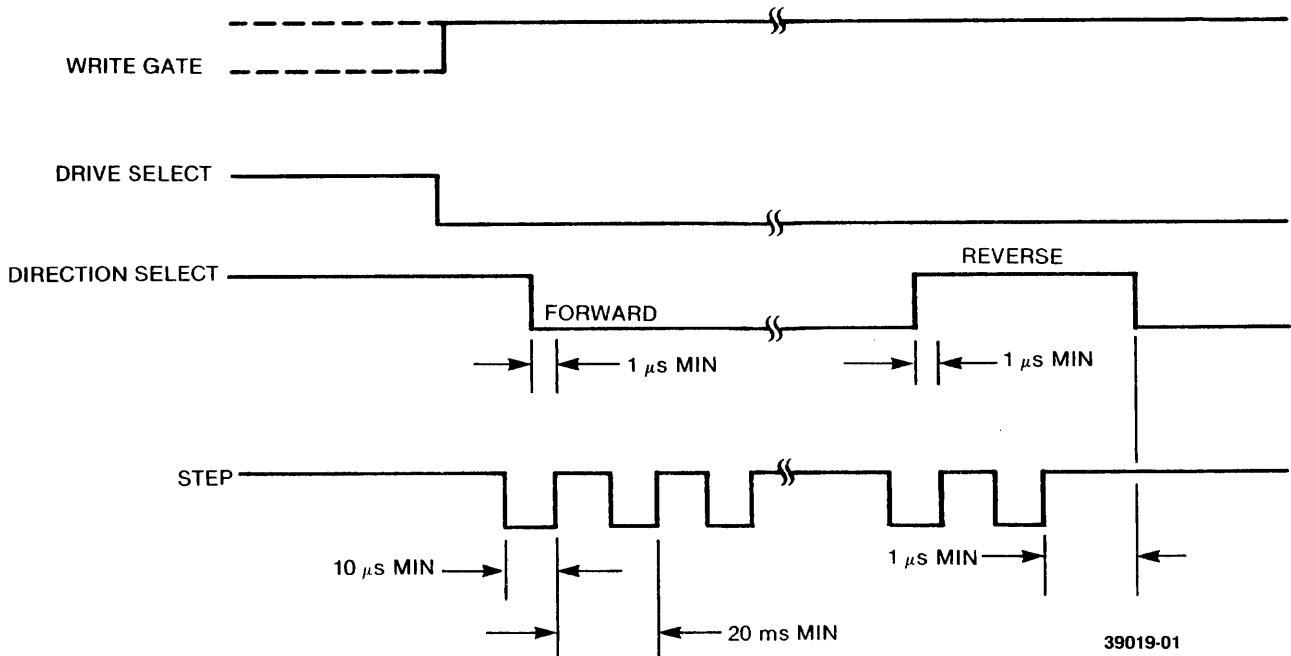 WRITE GATE
DRIVE SELECT
DIRECTION SELECT
REVERSE
FORWARD
1 μs MIN
1 μs MIN
STEP
10 μs MIN
1 μs MIN
20 ms MIN
39019-01